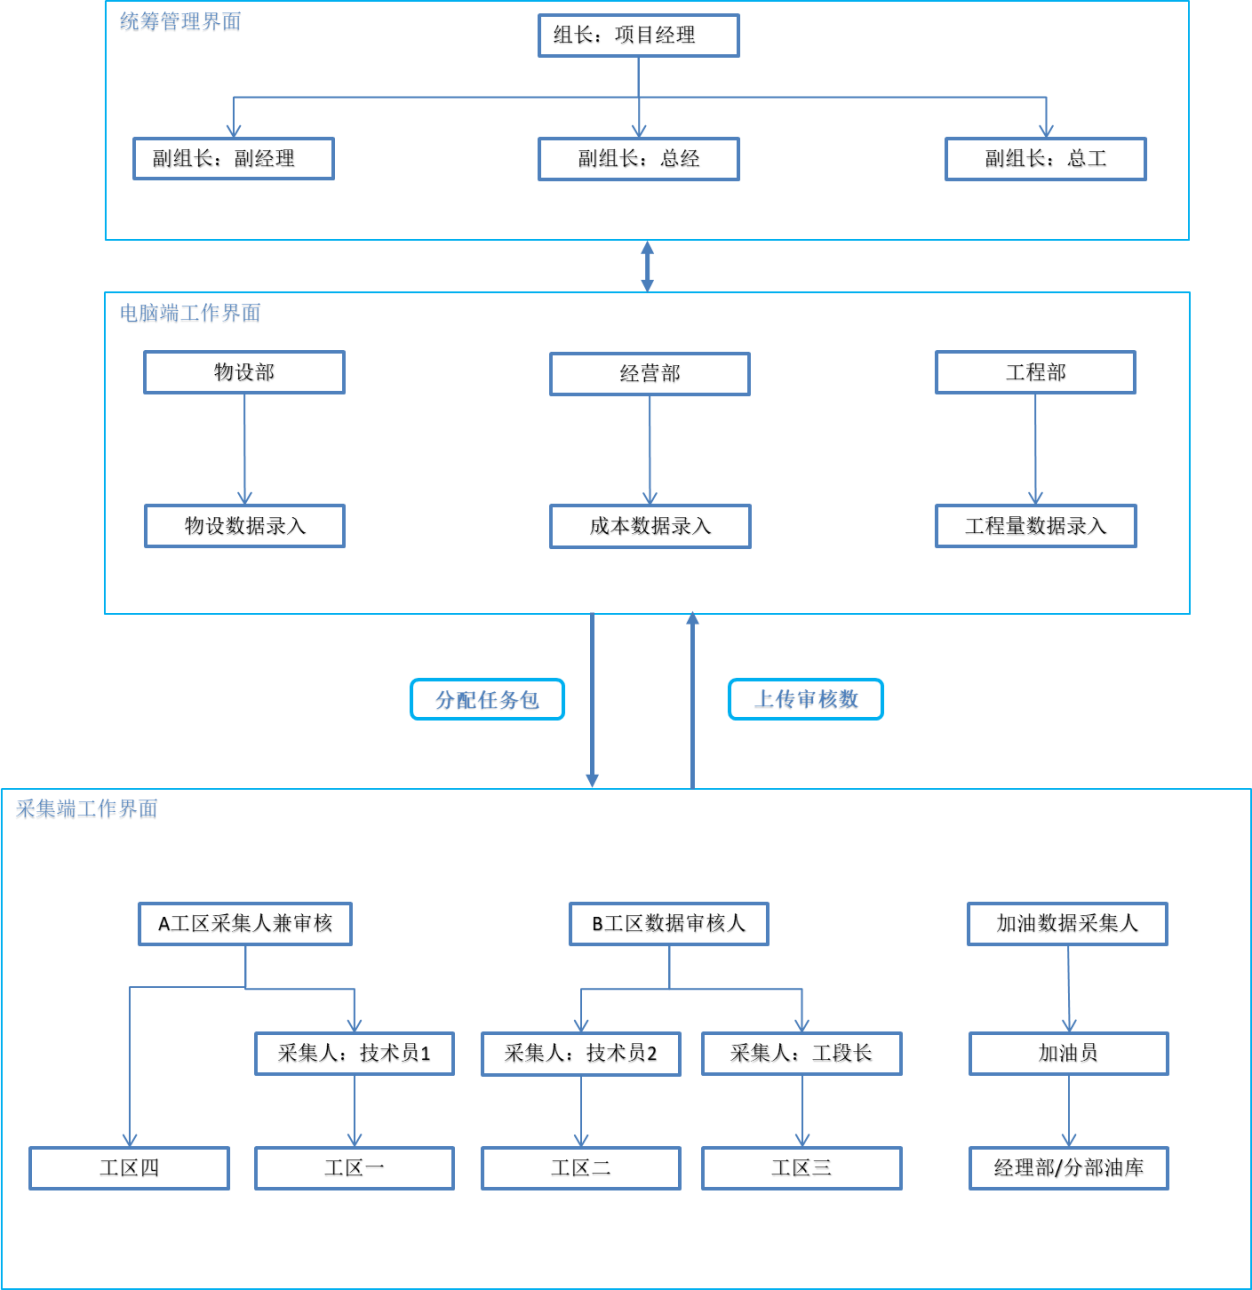 统筹管理界面
组长：项目经理
副组长：副经理
副组长：总经
副组长：总工
电脑端工作界面
物设部
经营部
工程部
物设数据录入
成本数据录入
工程量数据录入
分配任务包
上传审核数
采集端工作界面
A工区采集人兼审核
B工区数据审核人
加油数据采集人
采集人：技术员1
采集人：技术员2
采集人：工段长
加油员
工区四
工区一
工区二
工区三
经理部/分部油库